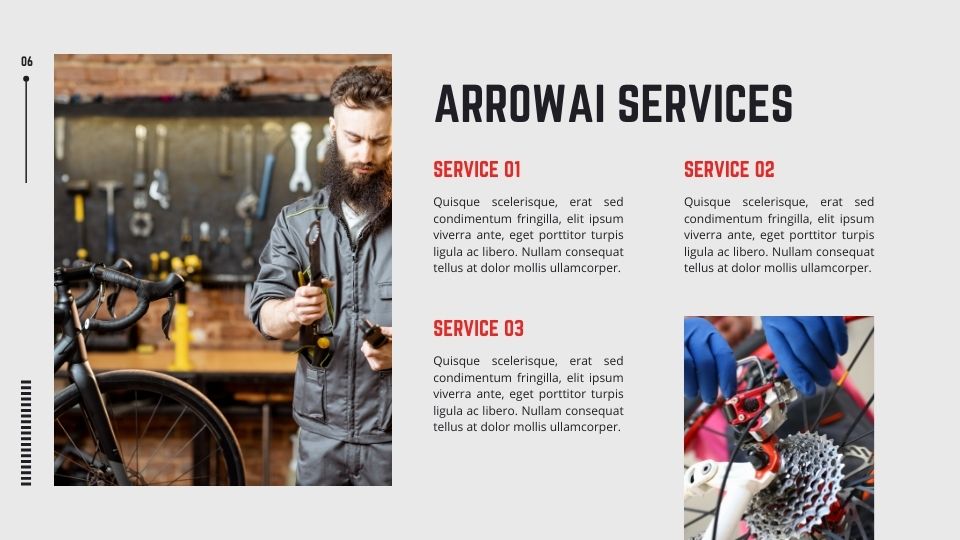 06
ARROWAI SERVICES
SERVICE 01
Quisque scelerisque, erat sed
condimentum fringilla, elit ipsum
viverra ante, eget porttitor turpis
ligula ac libero. Nullam consequat
tellus at dolor mollis ullamcorper.
SERVICE 02
Quisque scelerisque, erat sed
condimentum fringilla, elit ipsum
viverra ante, eget porttitor turpis
ligula ac libero. Nullam consequat
tellus at dolor mollis ullamcorper.
SERVICE 03
Quisque scelerisque, erat sed
condimentum fringilla, elit ipsum
viverra ante, eget porttitor turpis
ligula ac libero. Nullam consequat
tellus at dolor mollis ullamcorper.